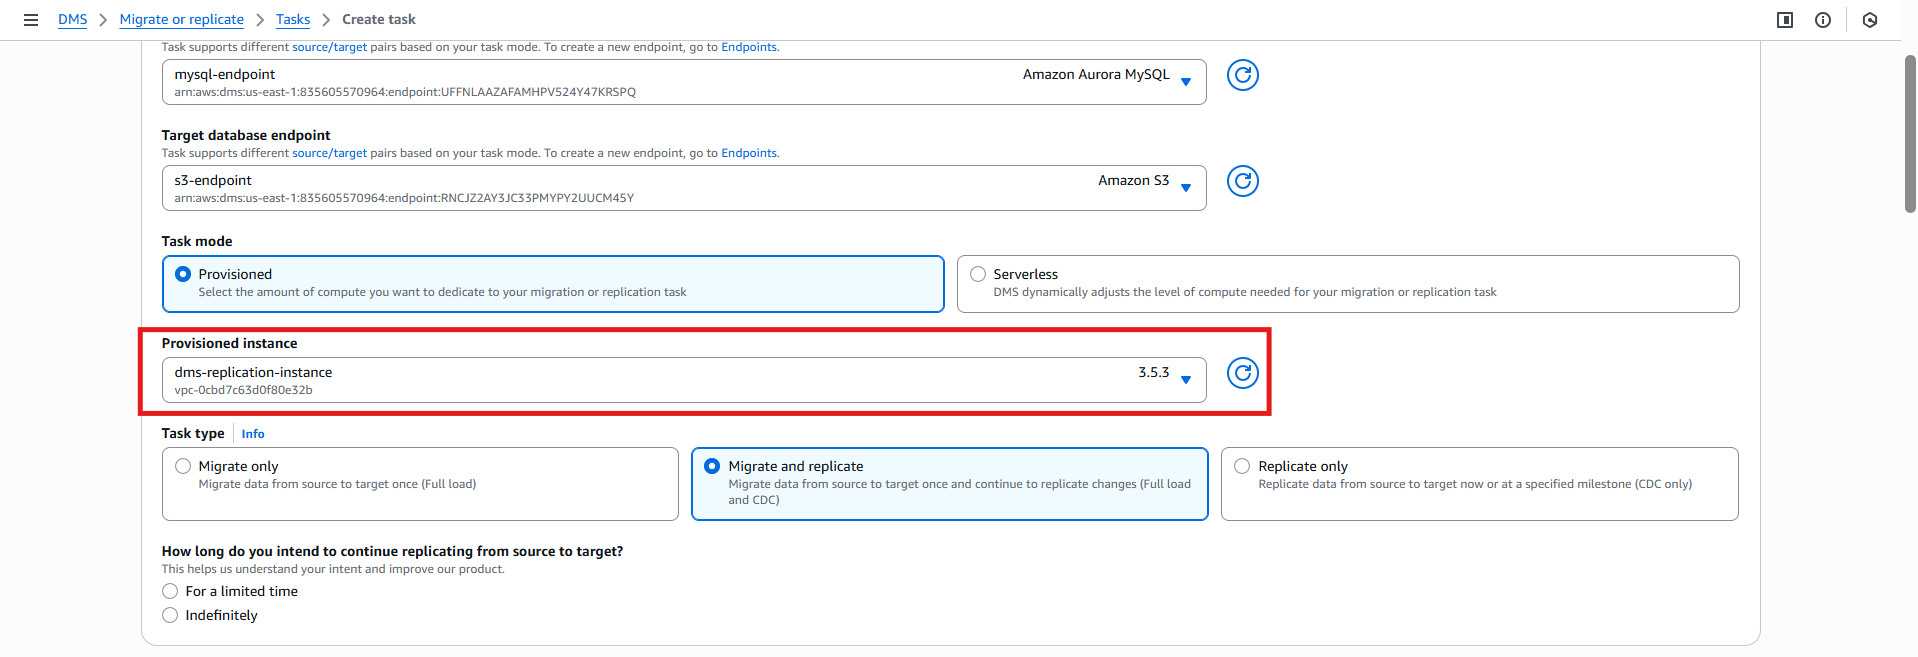 DMS > Migrate or replicate > Tasks > Create task
Task supports different source/target pairs based on your task mode. To create a new endpoint, go to Endpoints.
mysql-endpoint Amazon Aurora MySQL
arn:aws:dms:us-east-1:835605570964:endpoint:UFFNLAAZAFAMHPV524Y47KRSPQ
Target database endpoint
Task supports different source/target pairs based on your task mode. To create a new endpoint, go to Endpoints.
s3-endpoint Amazon S3
arn:aws:dms:us-east-1:835605570964:endpoint:RNCJZ2AY3JC33PMYPY2UUCM45Y
Task mode
Provisioned
Select the amount of compute you want to dedicate to your migration or replication task
Serverless
DMS dynamically adjusts the level of compute needed for your migration or replication task
Provisioned instance
dms-replication-instance 3.5.3
vpc-0cbd7c63d0f80e32b
Task type Info
Migrate only
Migrate data from source to target once (Full load)
Migrate and replicate
Migrate data from source to target once and continue to replicate changes (Full load
and CDC)
Replicate only
Replicate data from source to target now or at a specified milestone (CDC only)
How long do you intend to continue replicating from source to target?
This helps us understand your intent and improve our product.
For a limited time
Indefinitely